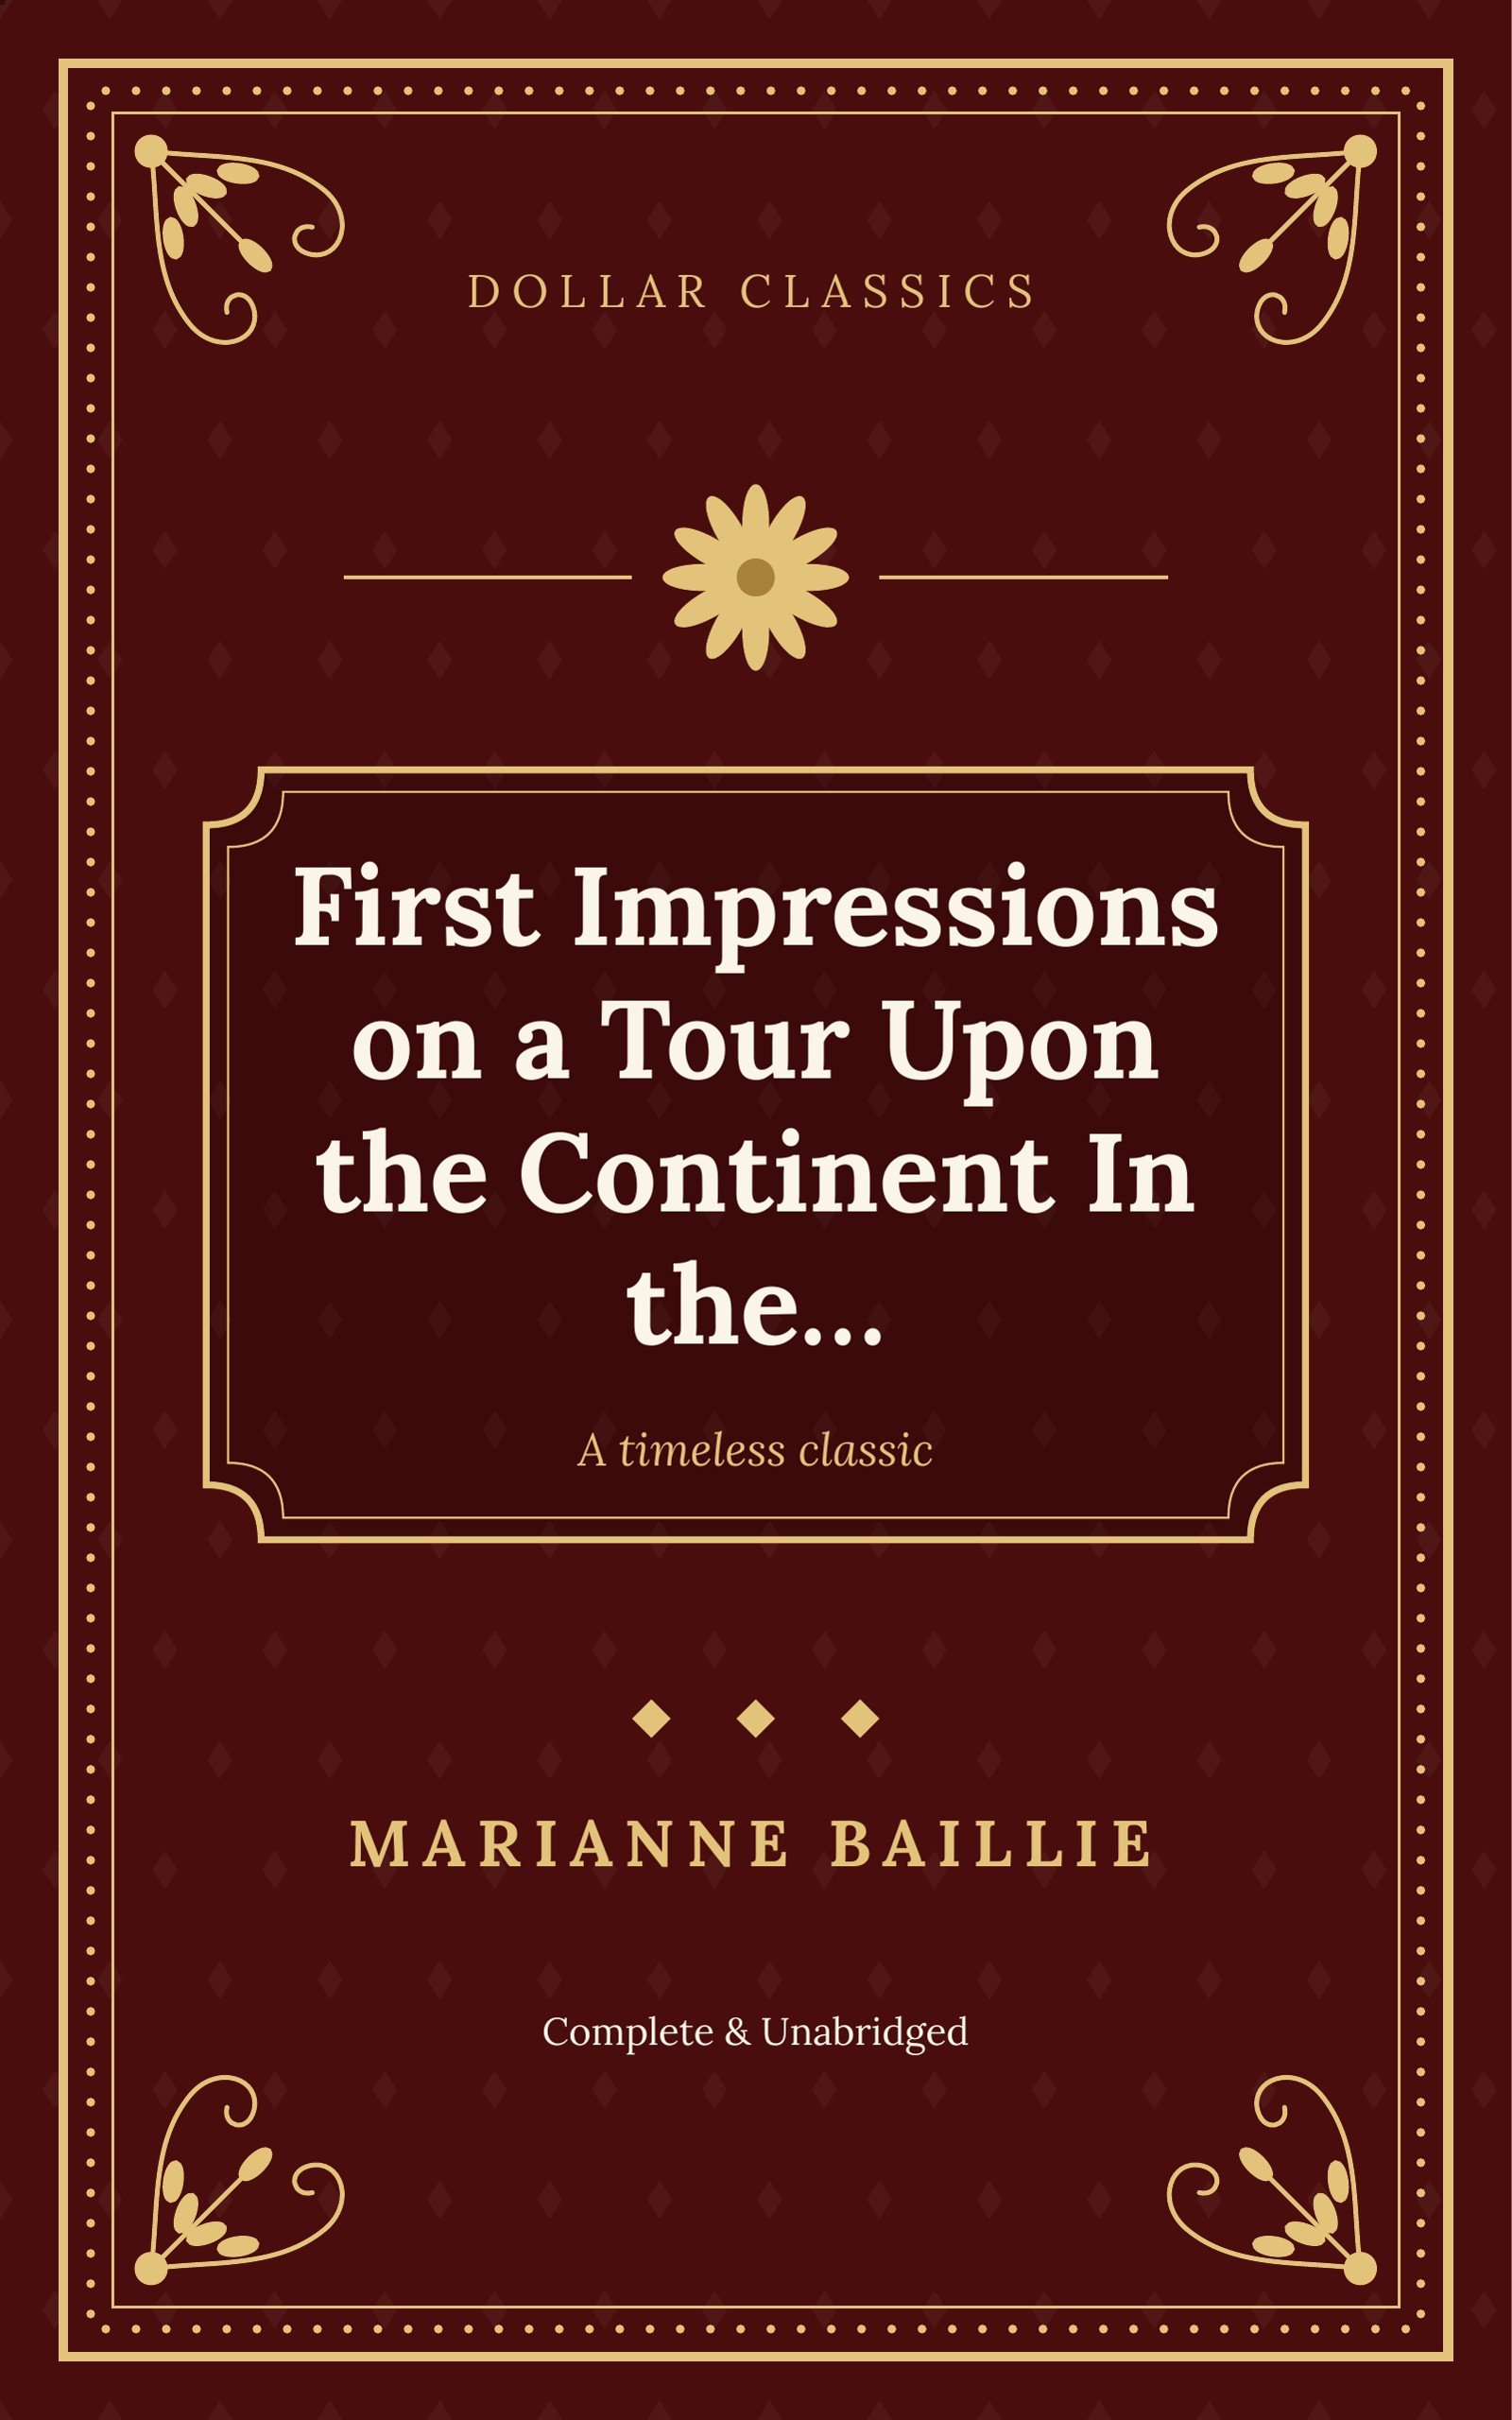 DOLLAR CLASSICS
First Impressions
on a Tour Upon
the Continent In
the...
A timeless classic
MARIANNE BAILLIE
Complete & Unabridged